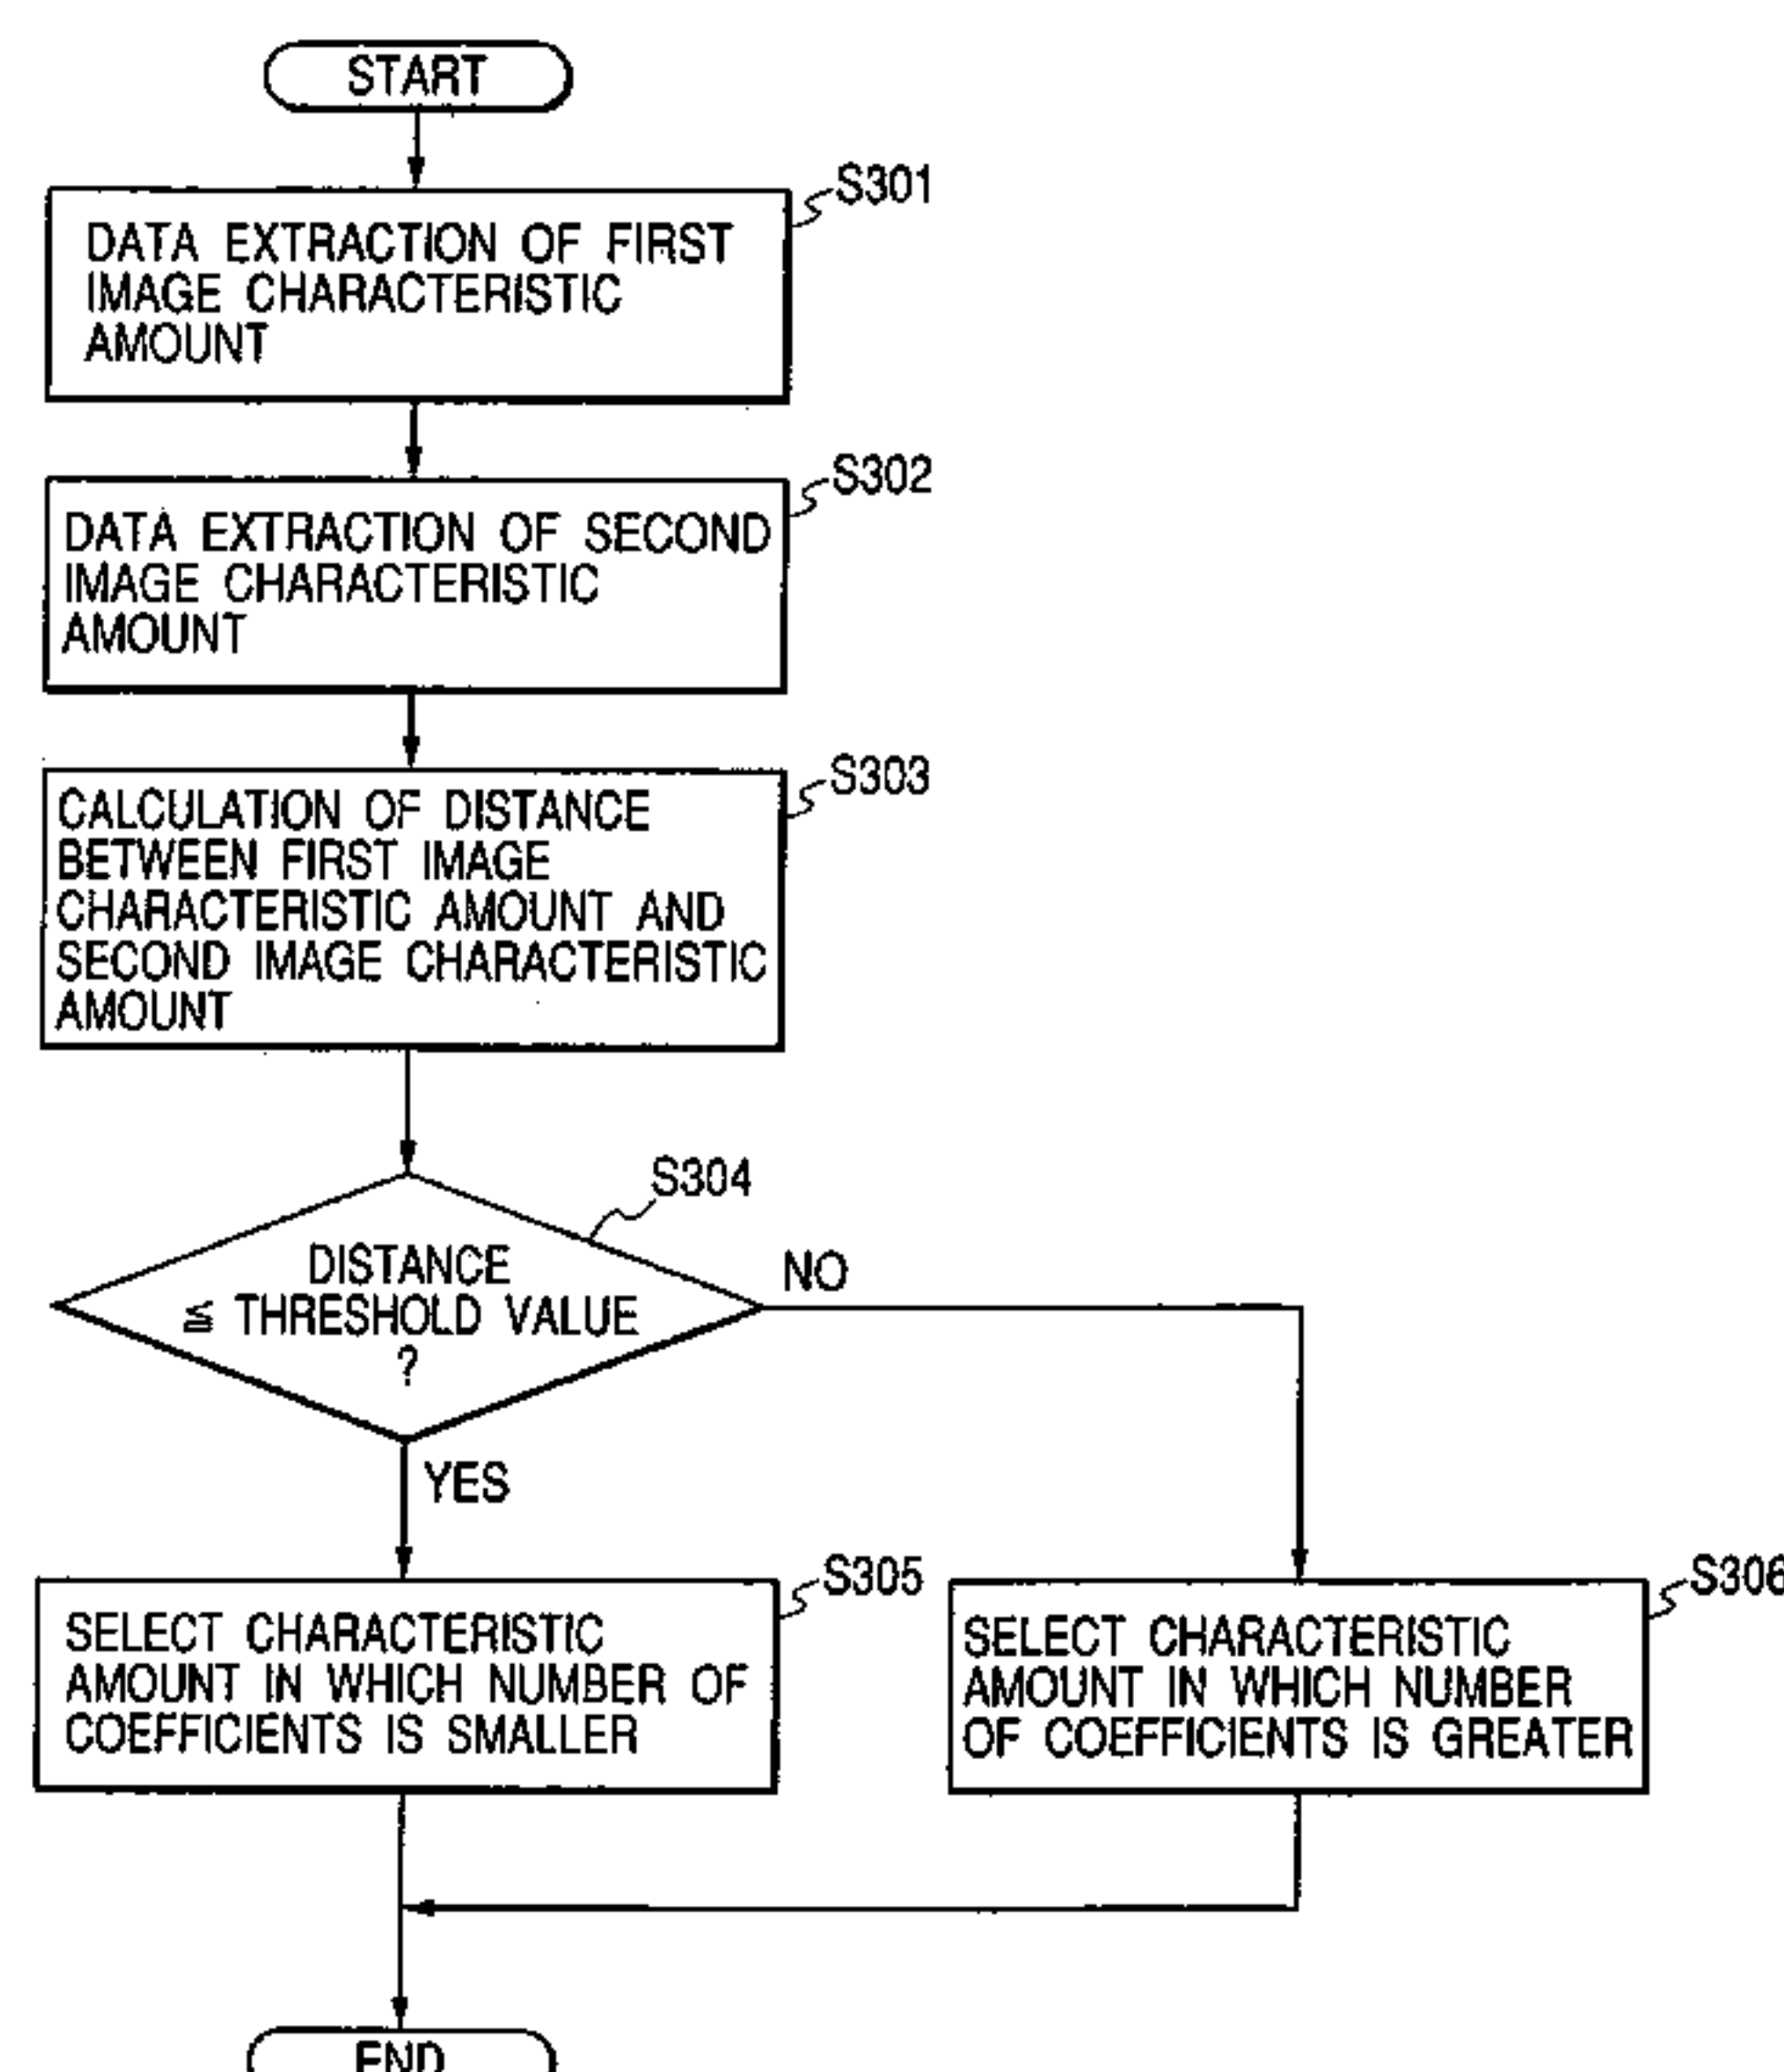 START
S301
DATA EXTRACTION OF FIRST
IMAGE CHARACTERISTIC
AMOUNT
S302
DATA EXTRACTION OF SECOND
IMAGE CHARACTERISTIC
AMOUNT
S303
CALCULATION OF DISTANCE
BETWEEN FIRST IMAGE
CHARACTERISTIC AMOUNT AND
SECOND IMAGE CHARACTERISTIC
AMOUNT
S304
DISTANCE
≦ THRESHOLD VALUE
?
NO
YES
S305
SELECT CHARACTERISTIC
AMOUNT IN WHICH NUMBER OF
COEFFICIENTS IS SMALLER
S306
SELECT CHARACTERISTIC
AMOUNT IN WHICH NUMBER
OF COEFFICIENTS IS GREATER
END